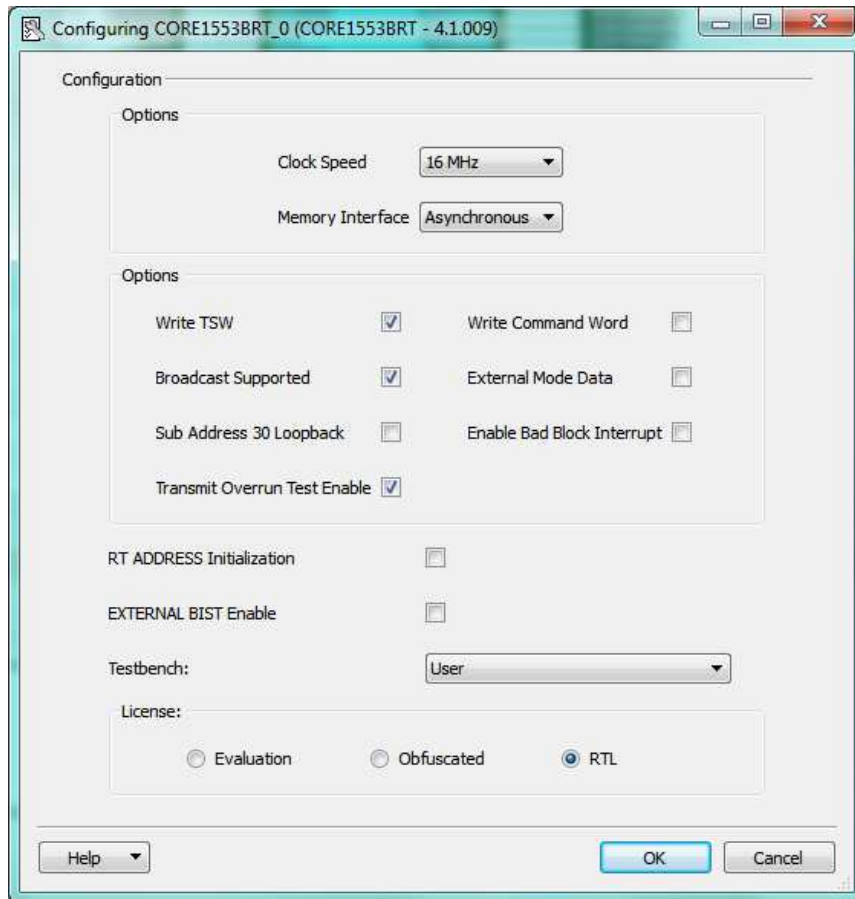 Configuring CORE1553BRT_0 (CORE1553BRT - 4.1.009)
Configuration
Options
Clock Speed 16 MHz
Memory Interface Asynchronous
Options
Write TSW Write Command Word
Broadcast Supported External Mode Data
Sub Address 30 Loopback Enable Bad Block Interrupt
Transmit Overrun Test Enable
RT ADDRESS Initialization
EXTERNAL BIST Enable
Testbench: User
License:
Evaluation Obfuscated RTL
Help OK Cancel